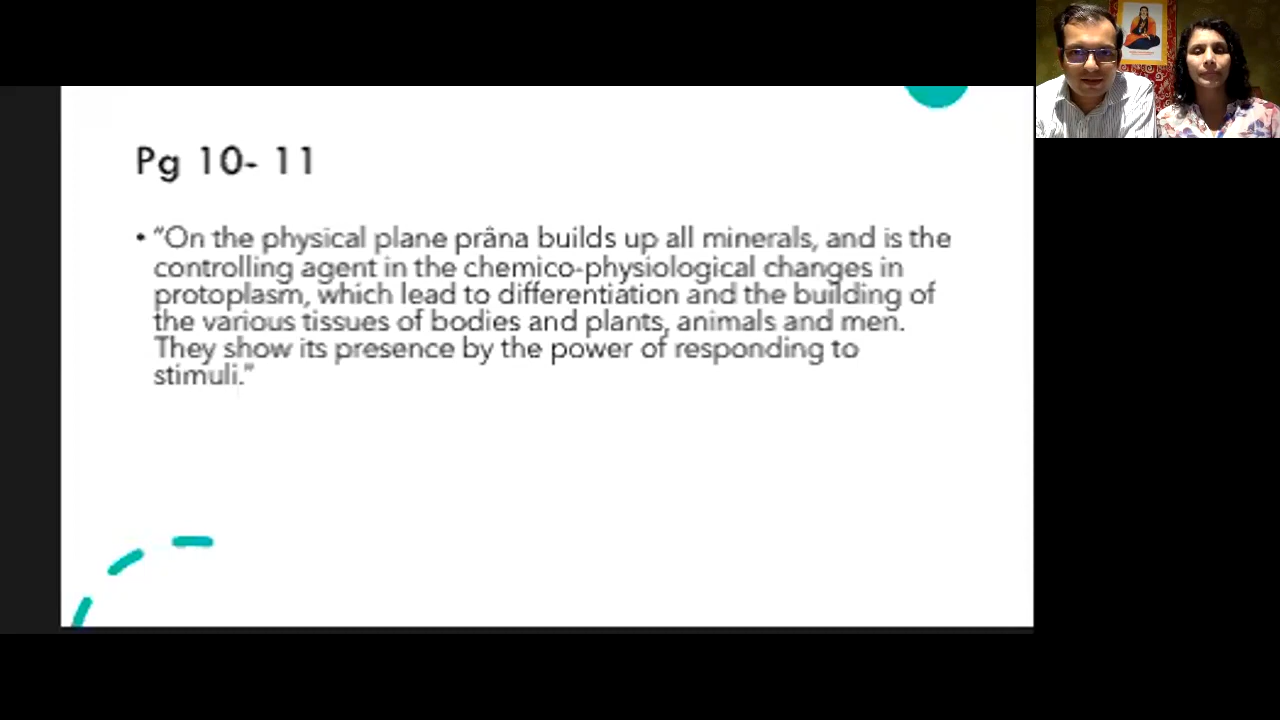 Pg 10- 11
• “On the physical plane prâna builds up all minerals, and is the
controlling agent in the chemico-physiological changes in
protoplasm, which lead to differentiation and the building of
the various tissues of bodies and plants, animals and men.
They show its presence by the power of responding to
stimuli.”